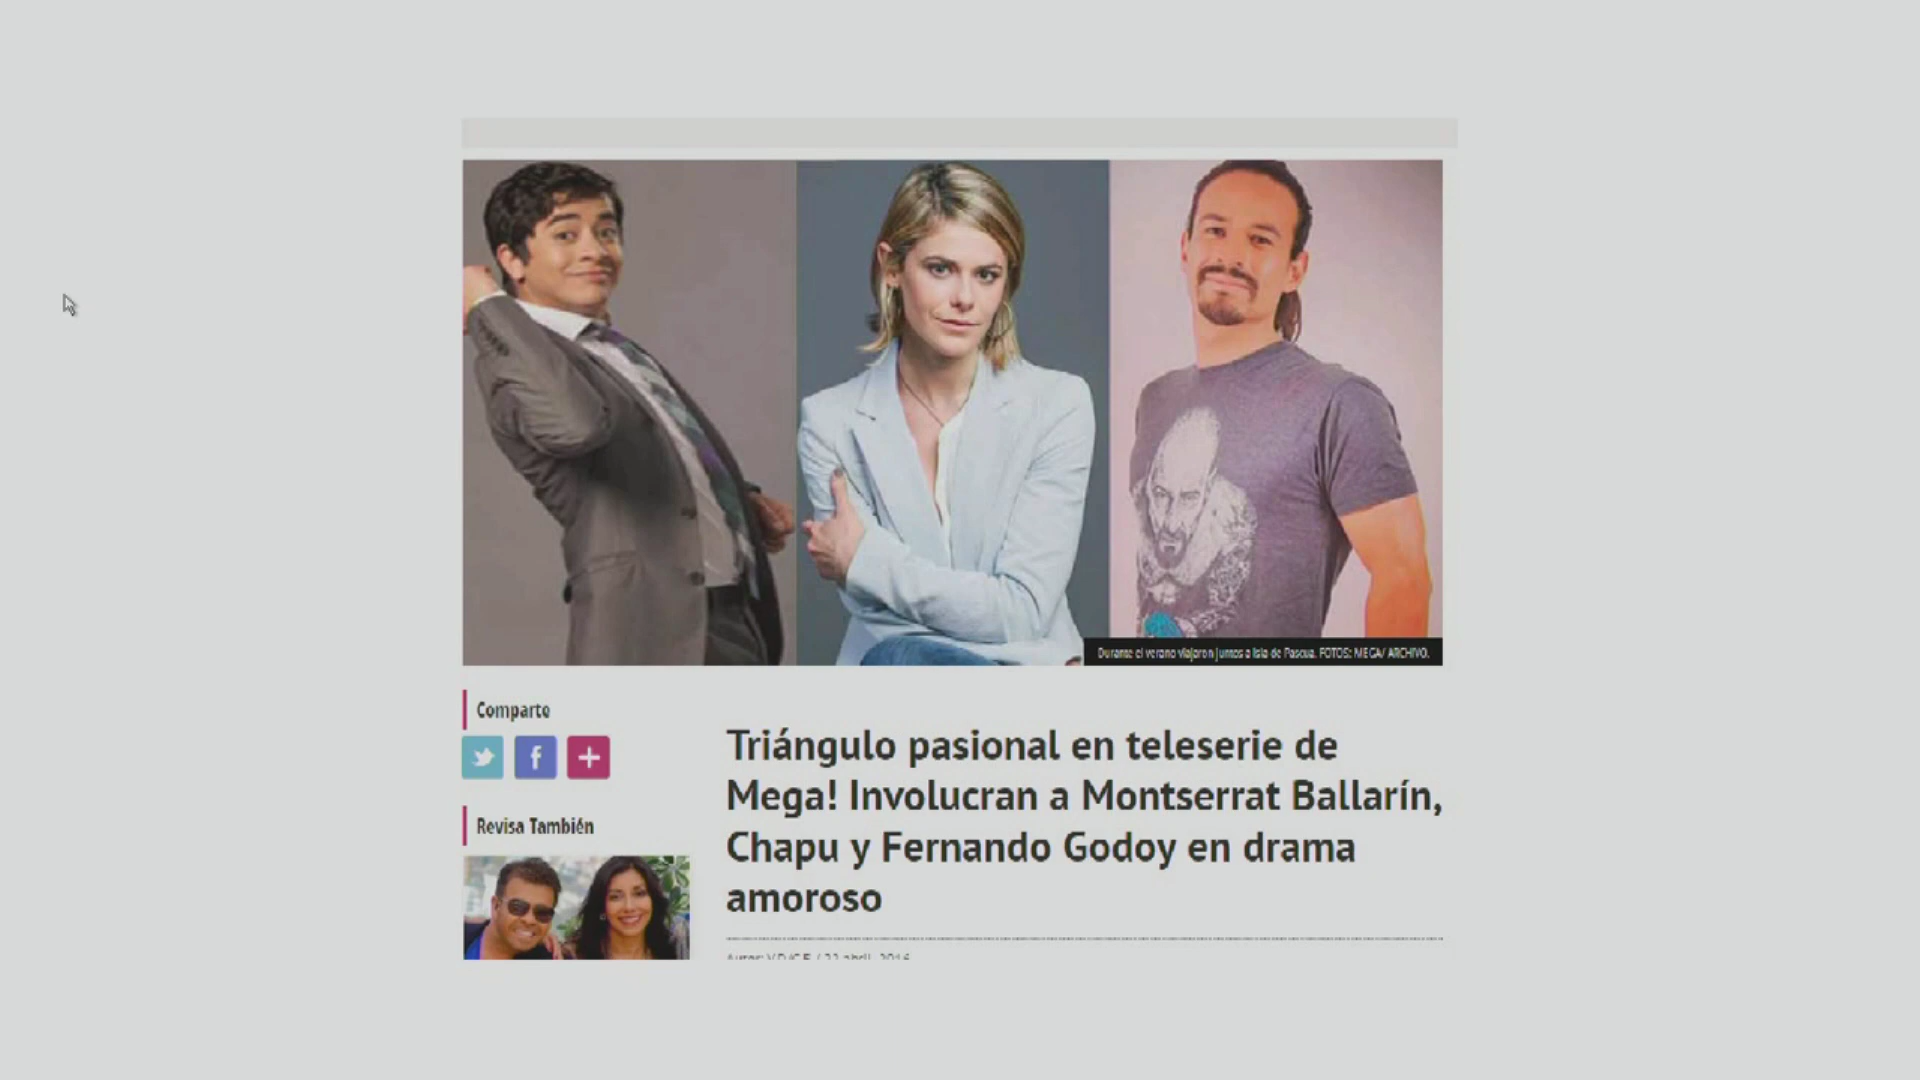 Durante el verano viajaron juntos a Isla de Pascua. FOTOS: MEGA/ ARCHIVO.
Comparte
Triángulo pasional en teleserie de
Mega! Involucran a Montserrat Ballarín,
Chapu y Fernando Godoy en drama
amoroso
Revisa También